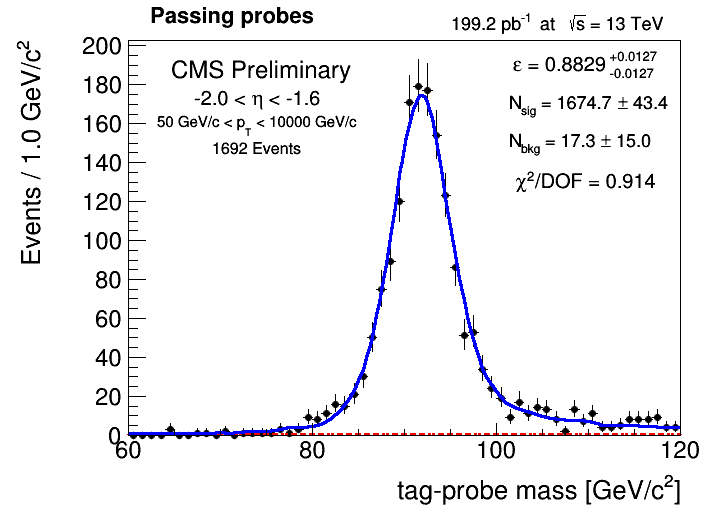 Passing probes
199.2 pb⁻¹ at √s = 13 TeV
CMS Preliminary
-2.0 < η < -1.6
50 GeV/c < p_T < 10000 GeV/c
1692 Events
ε = 0.8829 +0.0127 -0.0127
N_sig = 1674.7 ± 43.4
N_bkg = 17.3 ± 15.0
χ²/DOF = 0.914
Events / 1.0 GeV/c²
200
180
160
140
120
100
80
60
40
20
0
60 80 100 120
tag-probe mass [GeV/c²]